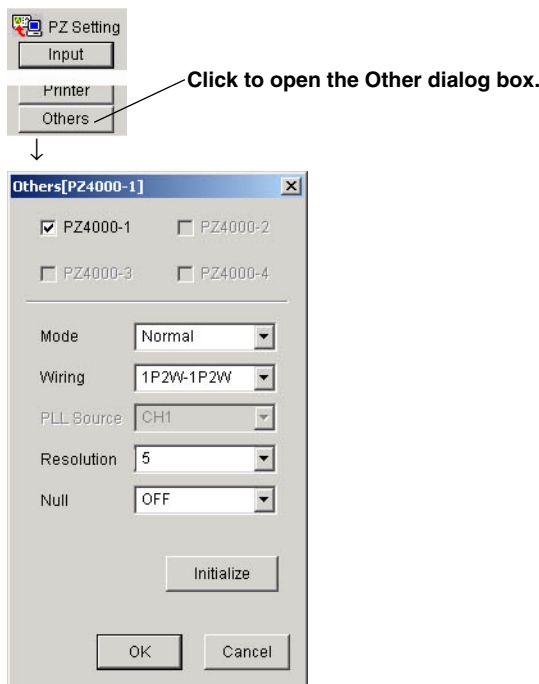 PZ Setting
Input
Printer
Click to open the Other dialog box.
Others
↓
Others[PZ4000-1]
PZ4000-1 PZ4000-2
PZ4000-3 PZ4000-4
Mode Normal
Wiring 1P2W-1P2W
PLL Source CH1
Resolution 5
Null OFF
Initialize
OK Cancel